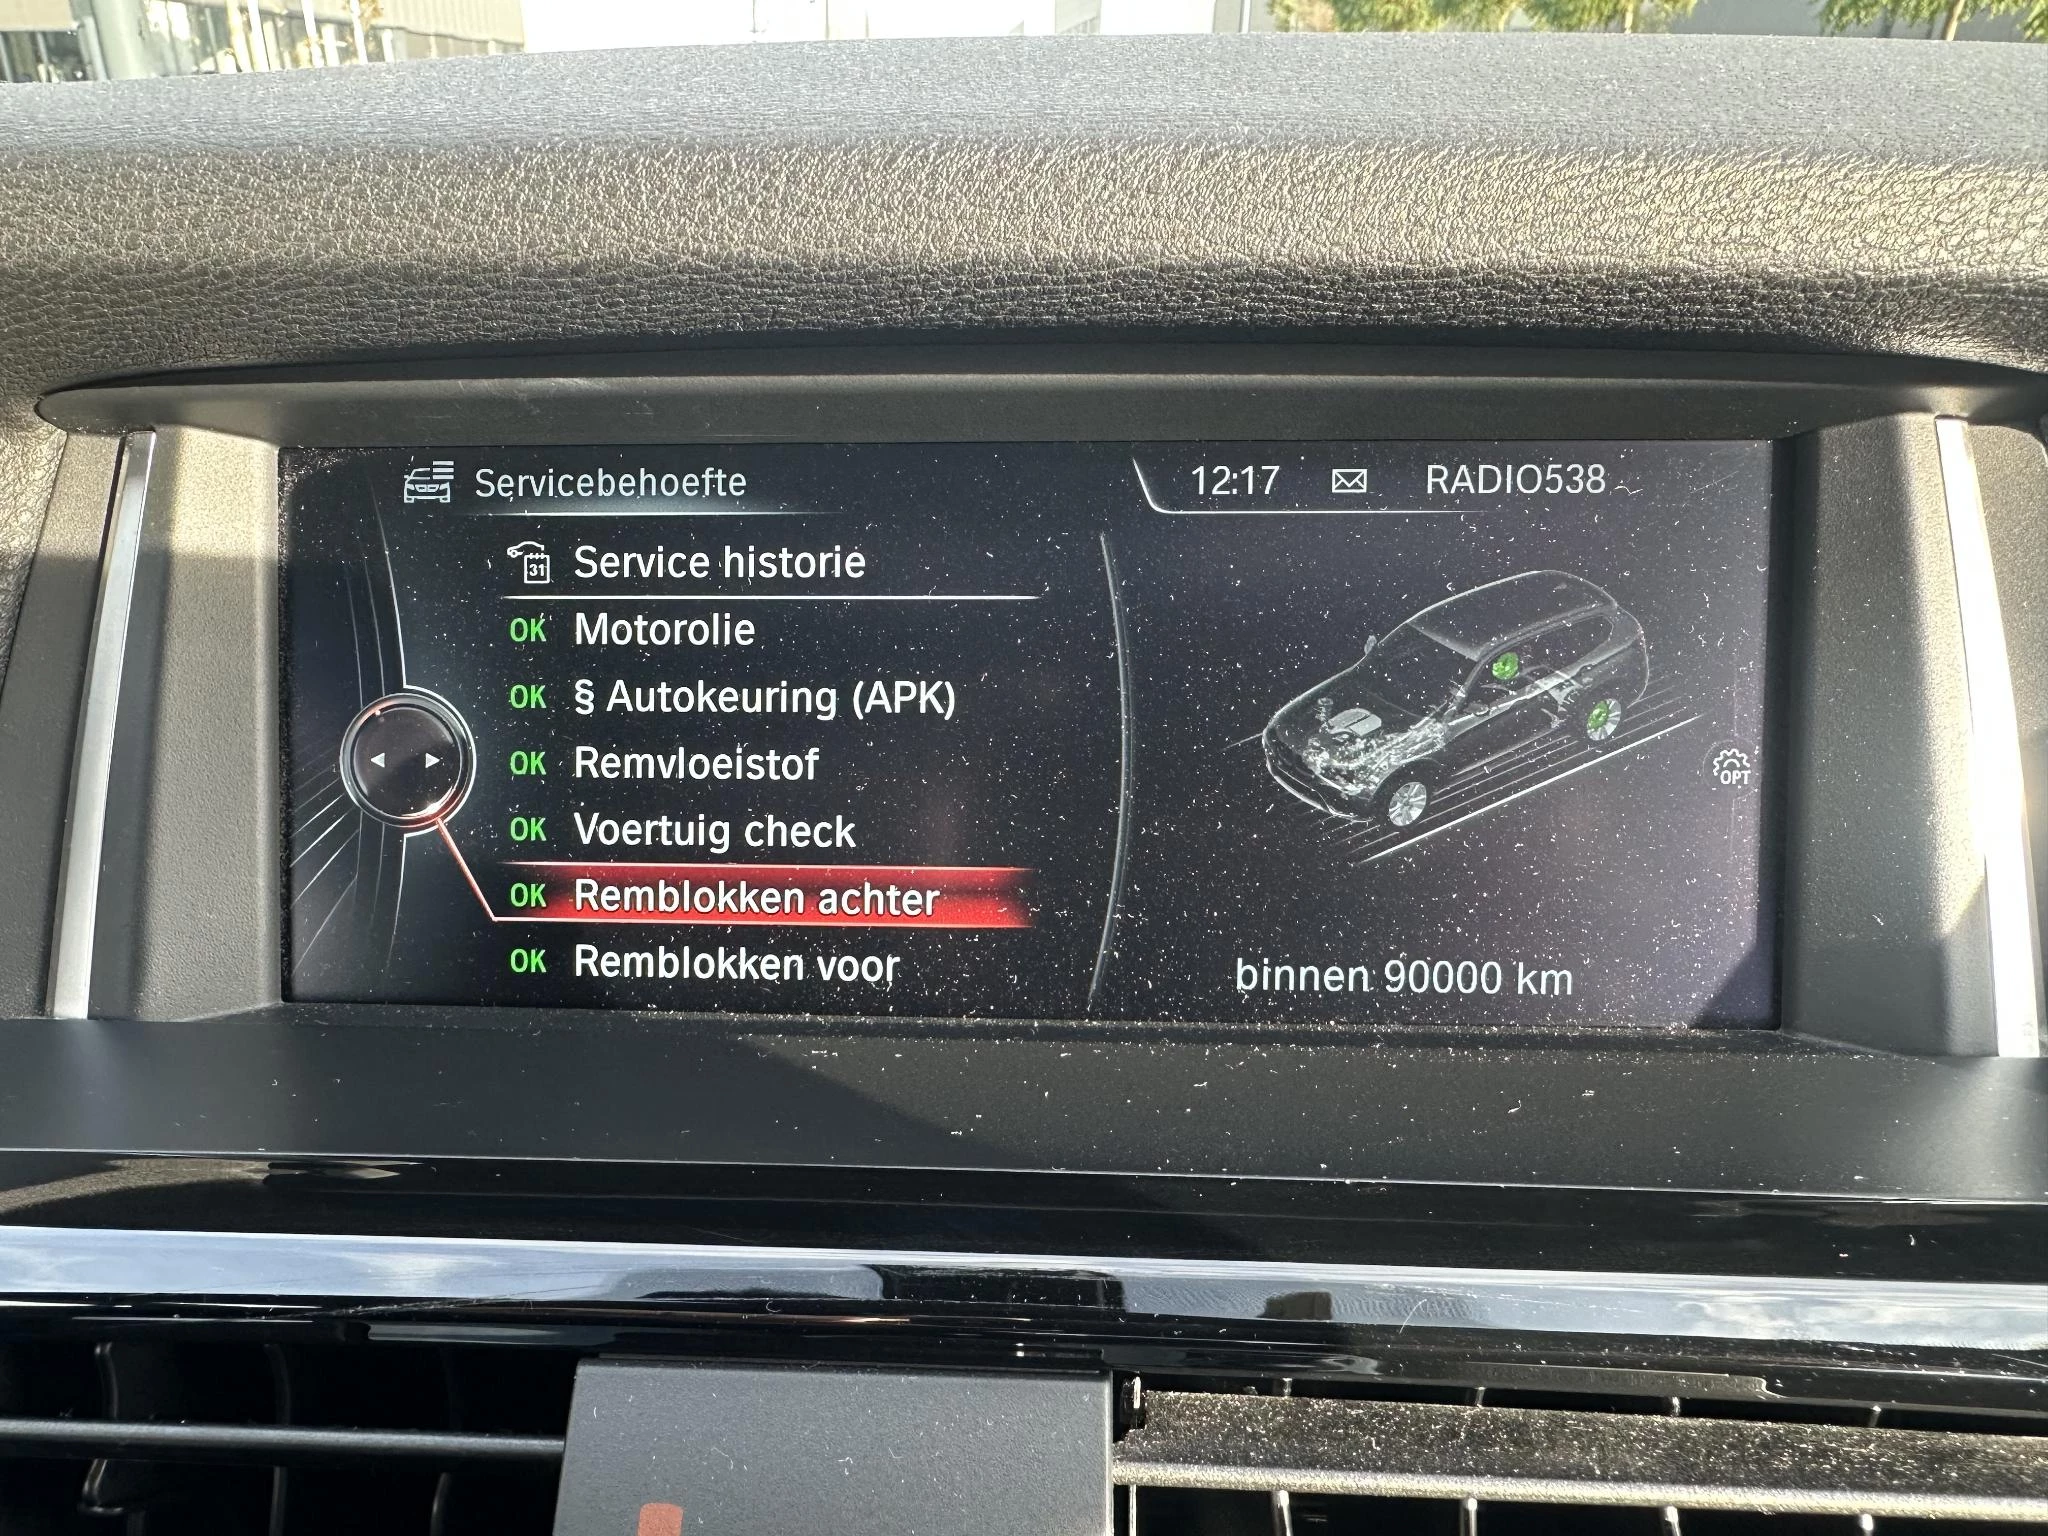 Servicebehoefte
12:17 RADIO538
31 Service historie
OK Motorolie
OK § Autokeuring (APK)
OK Remvloeistof
OK Voertuig check
OK Remblokken achter
OK Remblokken voor
OPT
binnen 90000 km